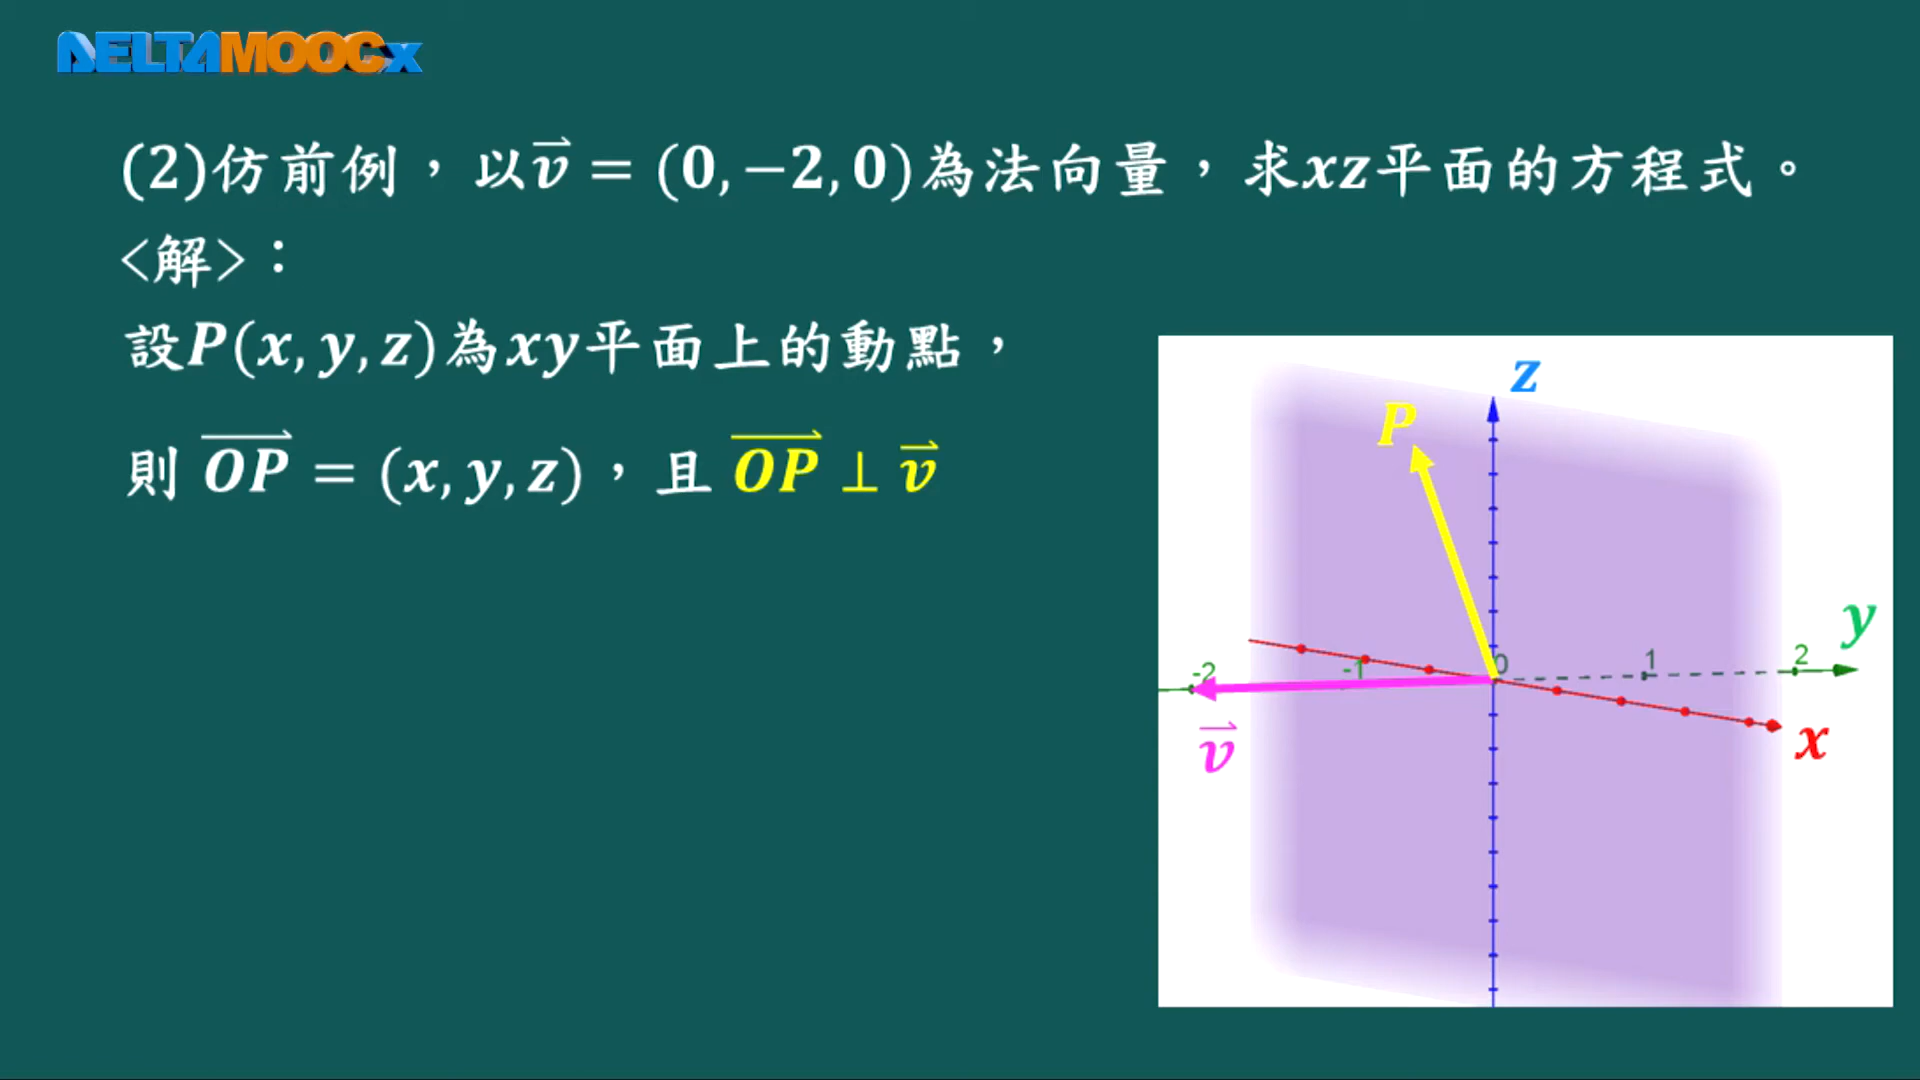 DELTAMOOCx
(2)仿前例，以v⃗ = (0,−2,0)為法向量，求xz平面的方程式。
<解>：
設P(x,y,z)為xy平面上的動點，
則 OP⃗ = (x,y,z)，且 OP⃗ ⊥ v⃗
z
P
y
-2 -1 0 1 2
v⃗
x